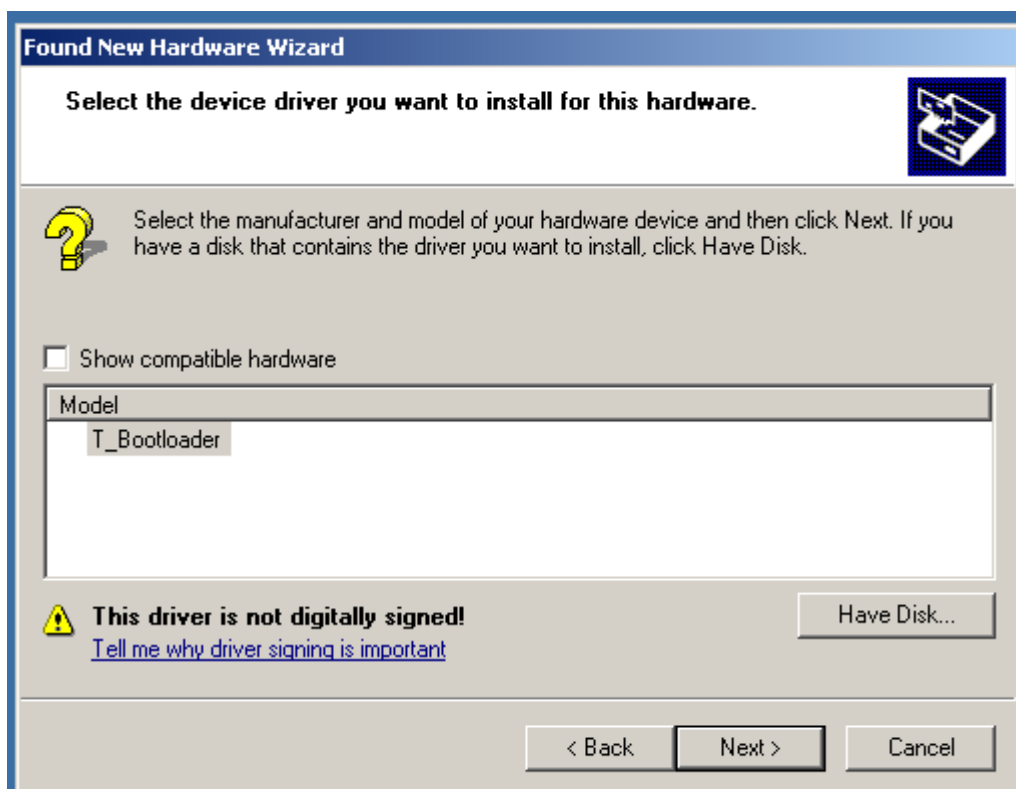 Found New Hardware Wizard
Select the device driver you want to install for this hardware.
Select the manufacturer and model of your hardware device and then click Next. If you
have a disk that contains the driver you want to install, click Have Disk.
Show compatible hardware
Model
T_Bootloader
This driver is not digitally signed!
Have Disk...
Tell me why driver signing is important
< Back
Next >
Cancel